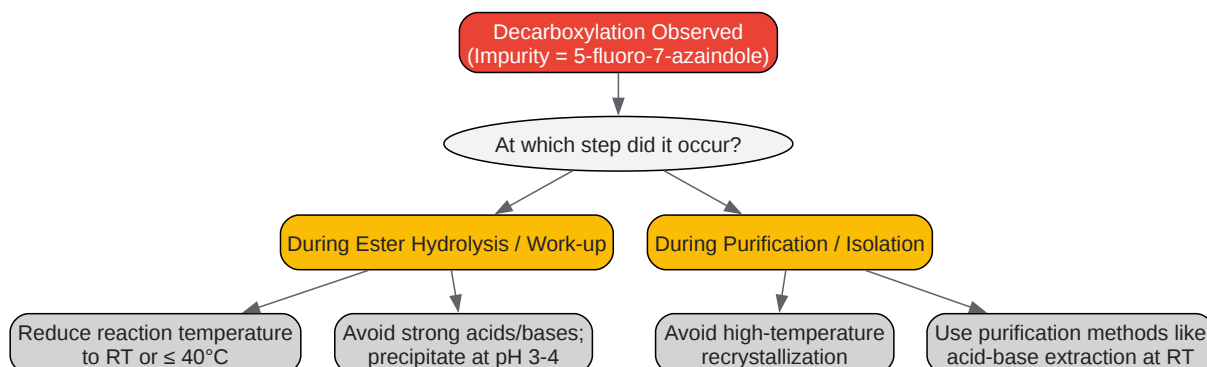 Decarboxylation Observed
(Impurity = 5-fluoro-7-azaindole)
At which step did it occur?
During Ester Hydrolysis / Work-up
During Purification / Isolation
Reduce reaction temperature
to RT or ≤ 40°C
Avoid strong acids/bases;
precipitate at pH 3-4
Avoid high-temperature
recrystallization
Use purification methods like
acid-base extraction at RT